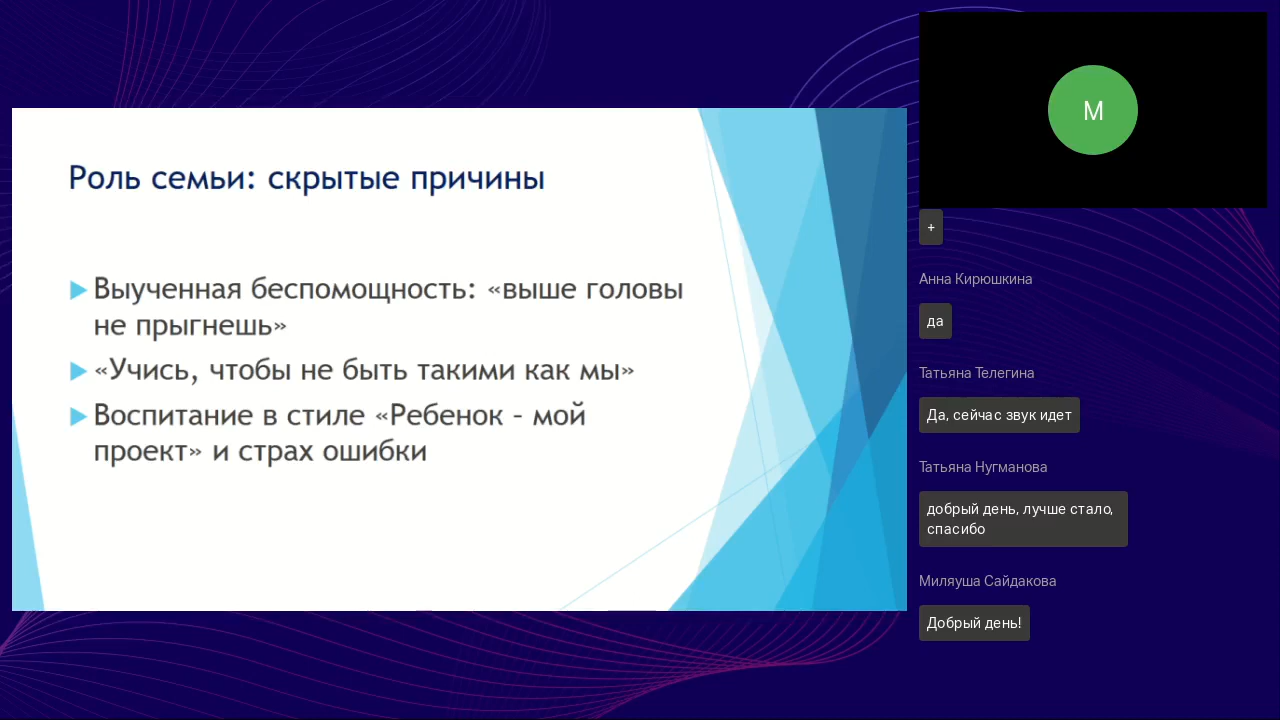 Роль семьи: скрытые причины
Выученная беспомощность: «выше головы
не прыгнешь»
«Учись, чтобы не быть такими как мы»
Воспитание в стиле «Ребенок – мой
проект» и страх ошибки
М
+
Анна Кирюшкина
да
Татьяна Телегина
Да, сейчас звук идет
Татьяна Нугманова
добрый день, лучше стало,
спасибо
Миляуша Сайдакова
Добрый день!